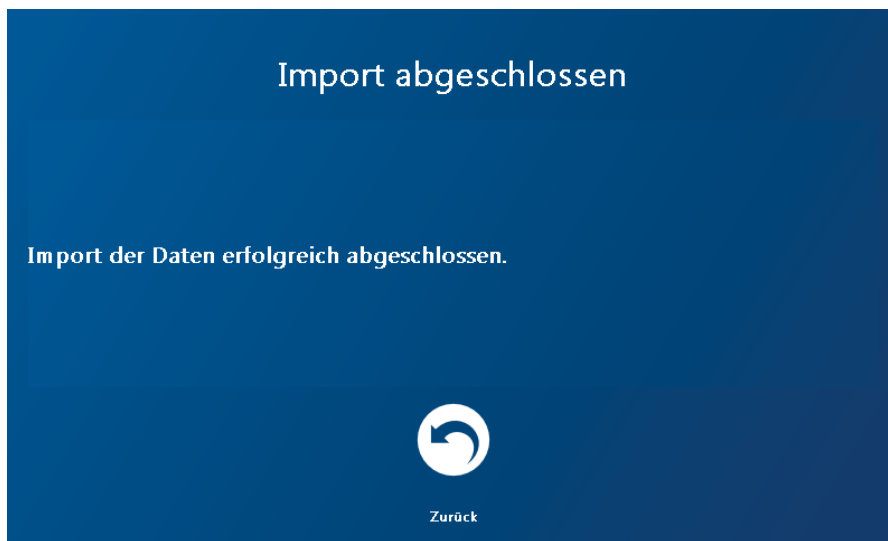 Import abgeschlossen
Import der Daten erfolgreich abgeschlossen.
Zurück